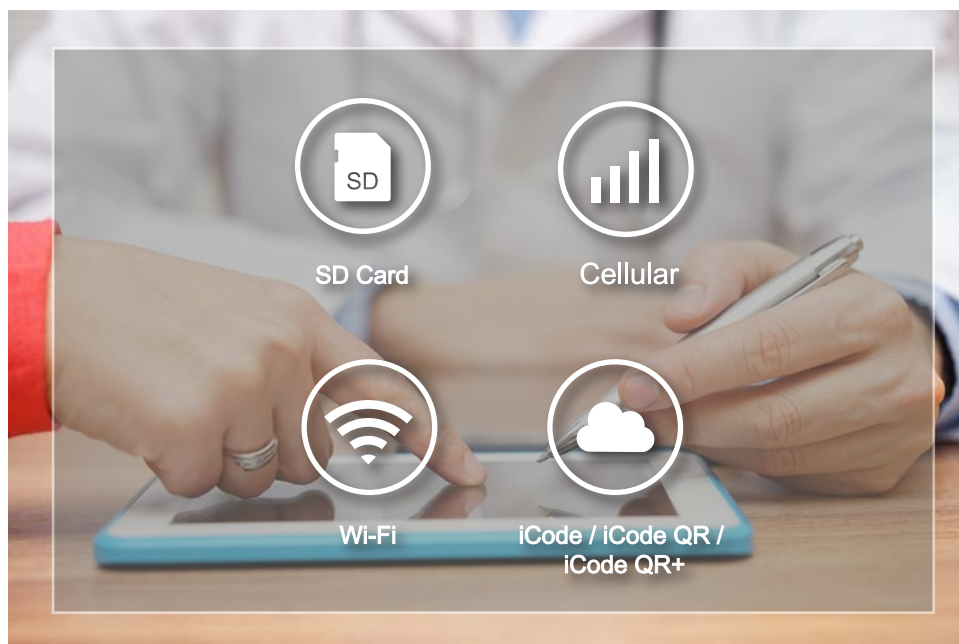 SD
SD Card
Cellular
Wi-Fi
iCode / iCode QR /
iCode QR+